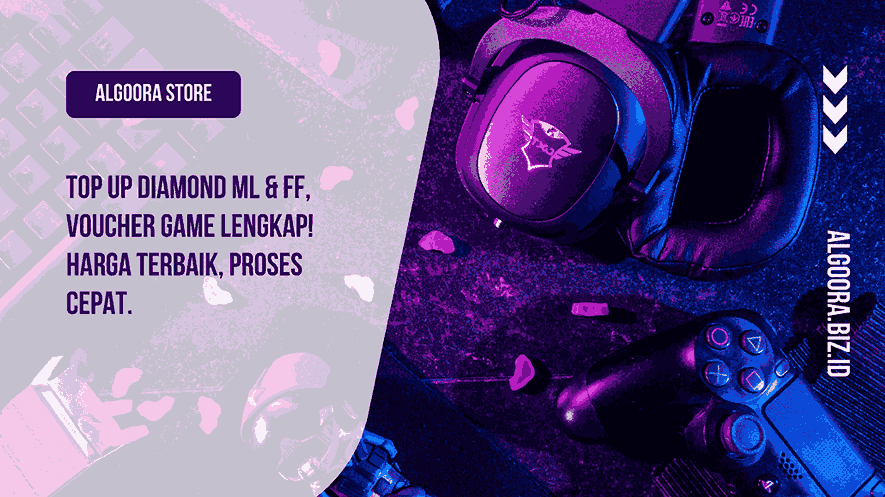 ALGOORA STORE
TOP UP DIAMOND ML & FF,
VOUCHER GAME LENGKAP!
HARGA TERBAIK, PROSES
CEPAT.
ALGOORA.BIZ.ID